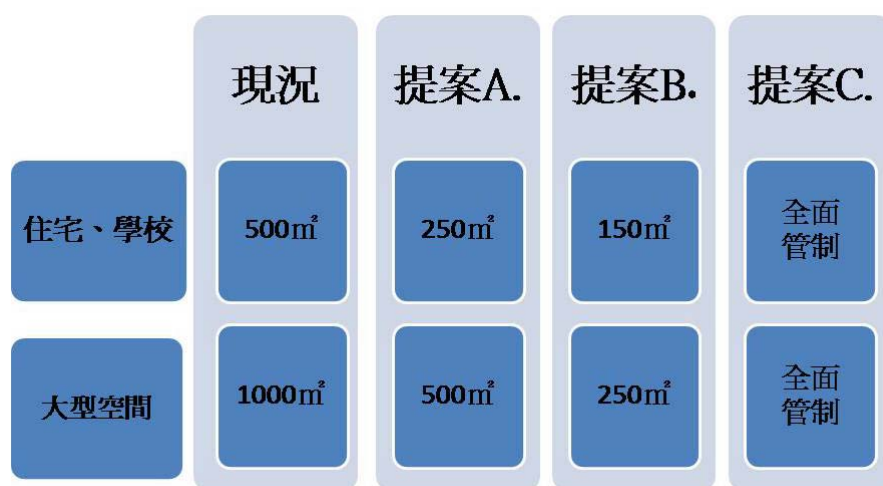 現況
提案A.
提案B.
提案C.
住宅、學校
500㎡
250㎡
150㎡
全面
管制
大型空間
1000㎡
500㎡
250㎡
全面
管制